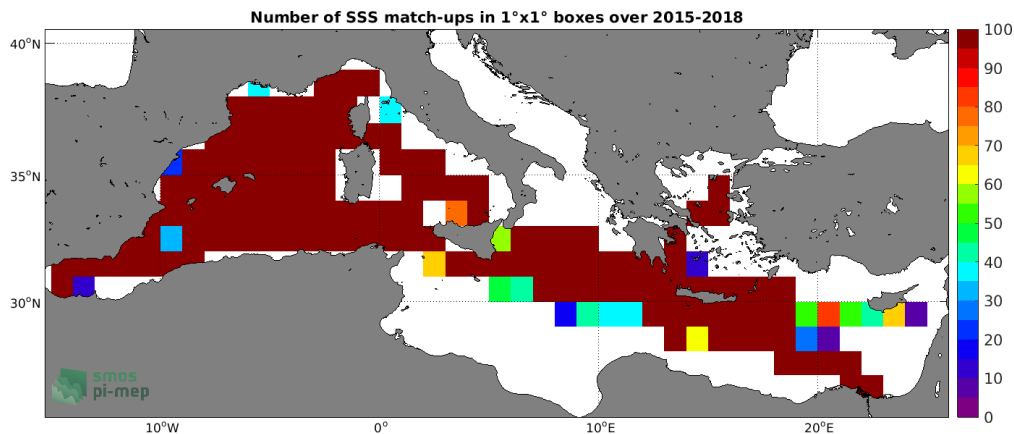 Number of SSS match-ups in 1°x1° boxes over 2015-2018
40°N
35°N
30°N
10°W
0°
10°E
20°E
100
90
80
70
60
50
40
30
20
10
0
smos
pi-mep